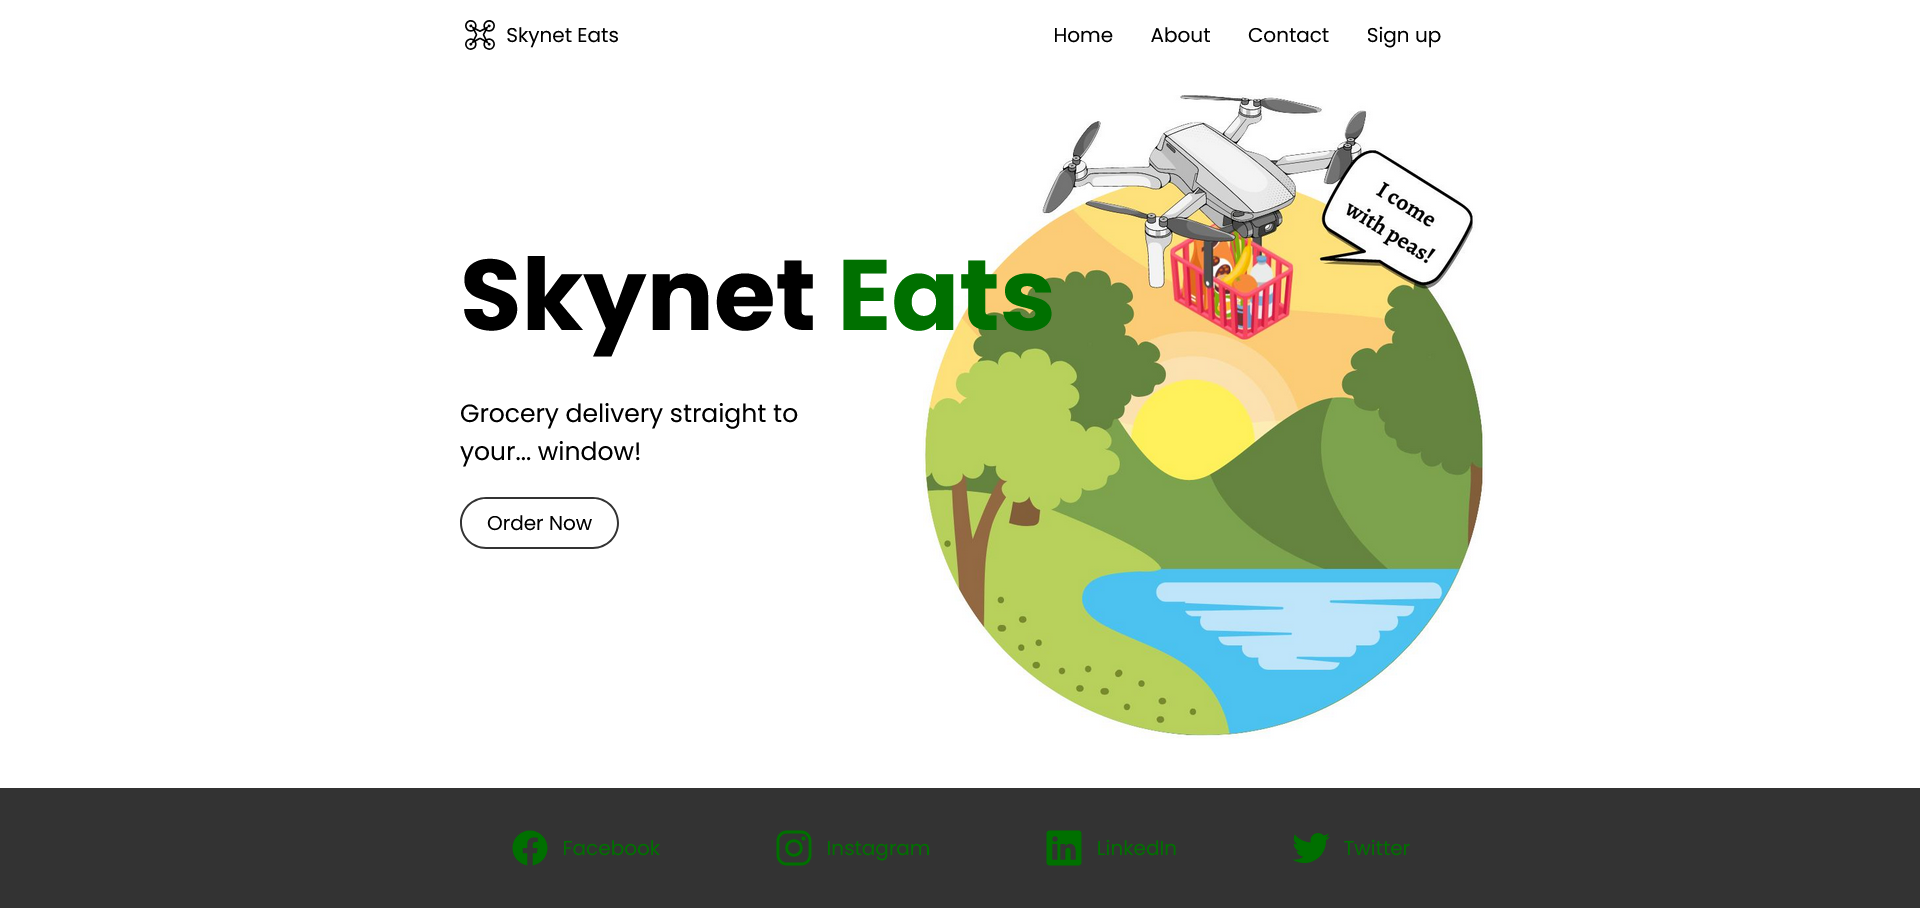 Skynet Eats
Home About Contact Sign up
I come
with peas!
Skynet Eats
Grocery delivery straight to
your... window!
Order Now
Facebook Instagram LinkedIn Twitter